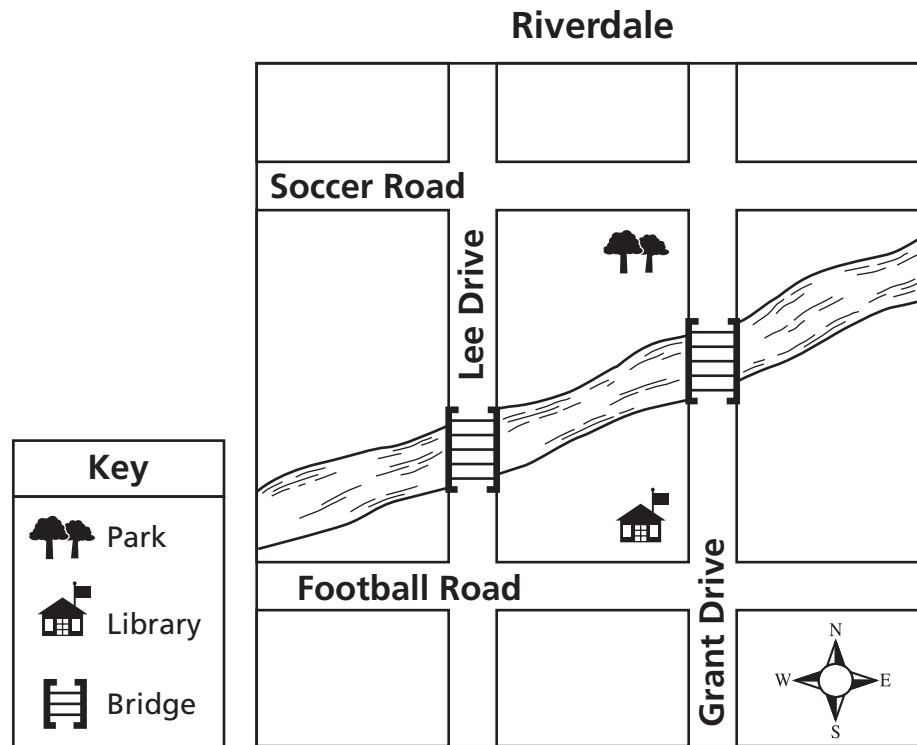 Riverdale
Soccer Road
Lee Drive
Football Road
Grant Drive
Key
Park
Library
Bridge
N
W E
S